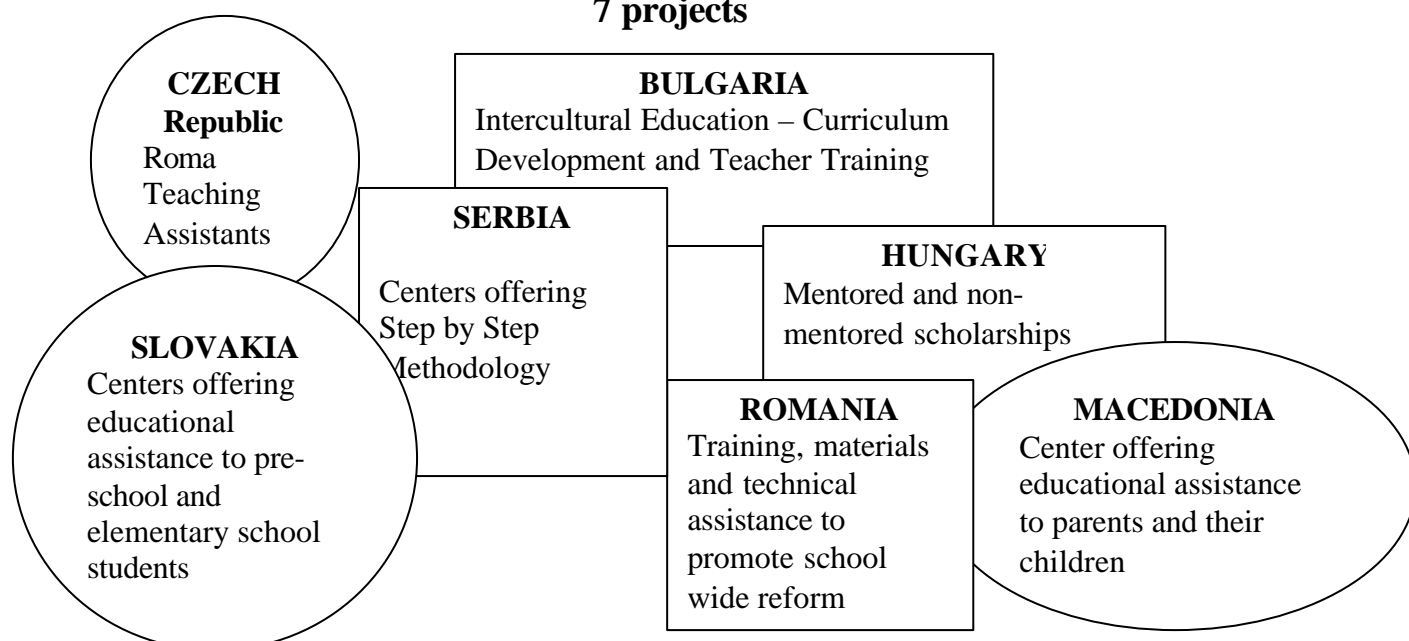 7 projects
CZECH
Republic
Roma
Teaching
Assistants
BULGARIA
Intercultural Education – Curriculum
Development and Teacher Training
SERBIA
Centers offering
Step by Step
Methodology
HUNGARY
Mentored and non-
mentored scholarships
SLOVAKIA
Centers offering
educational
assistance to pre-
school and
elementary school
students
ROMANIA
Training, materials
and technical
assistance to
promote school
wide reform
MACEDONIA
Center offering
educational assistance
to parents and their
children